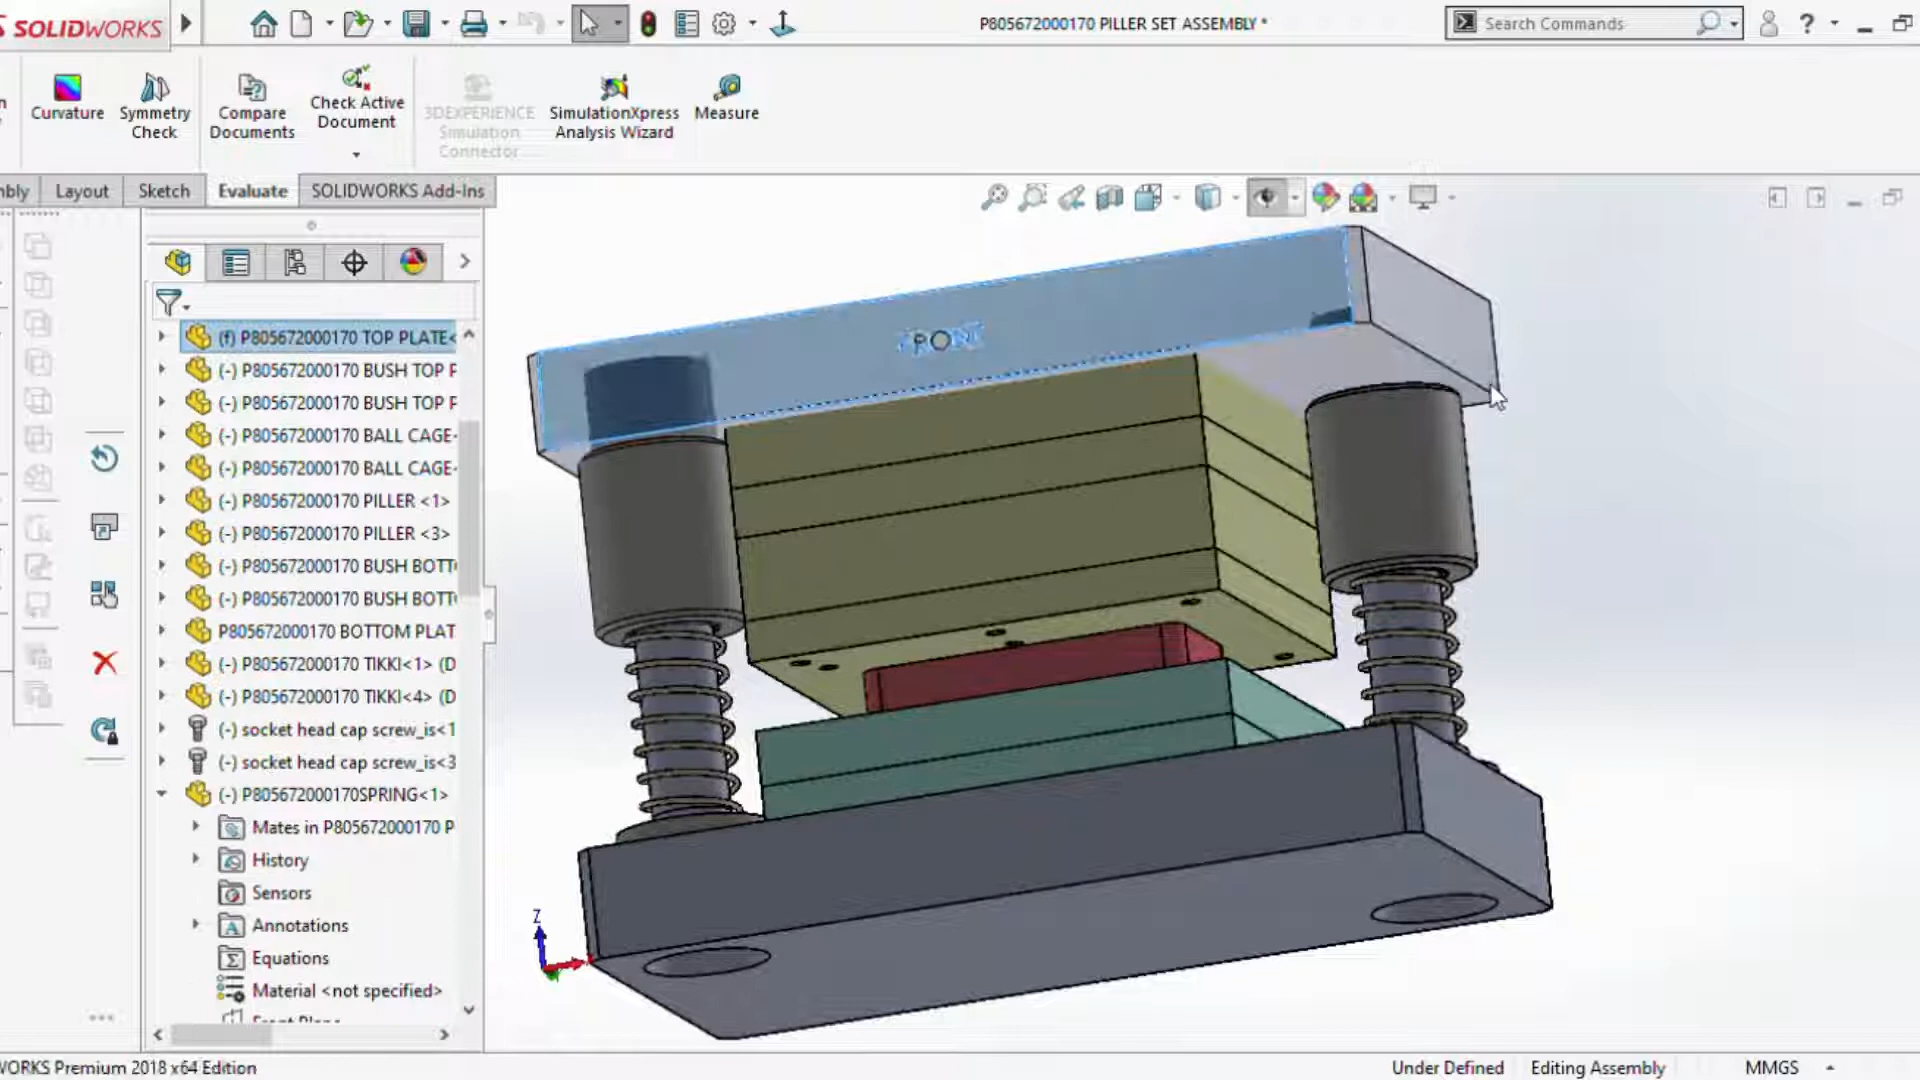 SOLIDWORKS
P805672000170 PILLER SET ASSEMBLY *
Search Commands
?
Curvature
Symmetry
Check
Compare
Documents
Check Active
Document
3DEXPERIENCE
Simulation
Connector
SimulationXpress
Analysis Wizard
Measure
nbly
Layout
Sketch
Evaluate
SOLIDWORKS Add-Ins
(f) P805672000170 TOP PLATE<
(-) P805672000170 BUSH TOP P
(-) P805672000170 BUSH TOP P
(-) P805672000170 BALL CAGE
(-) P805672000170 BALL CAGE
(-) P805672000170 PILLER <1>
(-) P805672000170 PILLER <3>
(-) P805672000170 BUSH BOTT
(-) P805672000170 BUSH BOTT
P805672000170 BOTTOM PLAT
(-) P805672000170 TIKKI<1> (D
(-) P805672000170 TIKKI<4> (D
(-) socket head cap screw_is<1
(-) socket head cap screw_is<3
(-) P805672000170SPRING<1>
Mates in P805672000170 P
History
Sensors
Annotations
Equations
Material <not specified>
Front Plane
FRONT
Z
WORKS Premium 2018 x64 Edition
Under Defined
Editing Assembly
MMGS